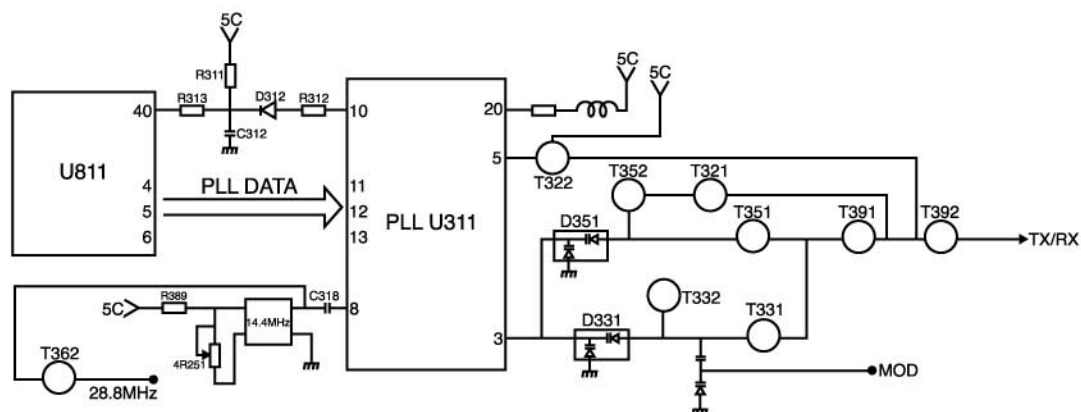 5C
5C
5C
R311
R313
D312
R312
C312
40
10
20
5
U811
4
5
6
PLL DATA
11
12
13
PLL U311
T322
T352
T321
D351
T351
T391
T392
TX/RX
T332
D331
T331
3
MOD
5C
R389
14.4MHz
C318
8
4R251
T362
28.8MHz